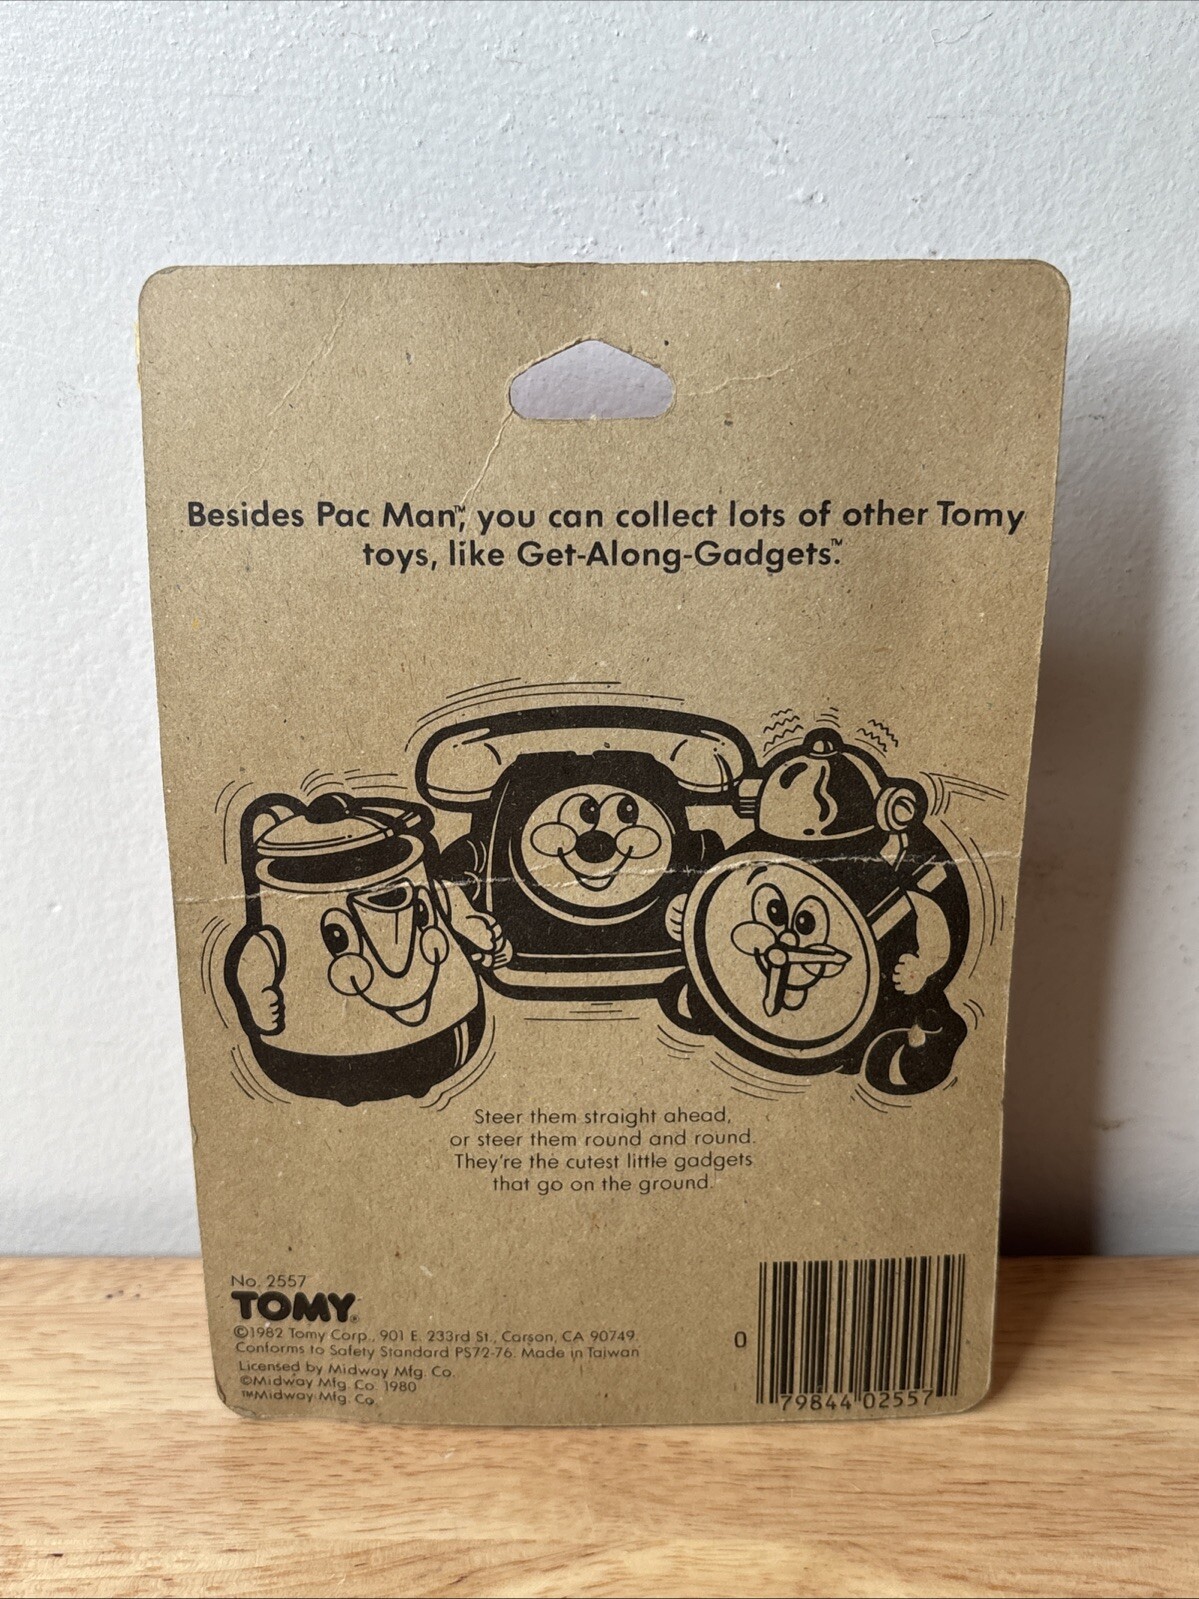 Besides Pac Man™, you can collect lots of other Tomy
toys, like Get-Along-Gadgets.™
Steer them straight ahead,
or steer them round and round.
They're the cutest little gadgets
that go on the ground.
No. 2557
TOMY®
©1982 Tomy Corp., 901 E. 233rd St., Carson, CA 90749.
Conforms to Safety Standard PS72-76. Made in Taiwan
Licensed by Midway Mfg. Co.
©Midway Mfg. Co. 1980
™Midway Mfg. Co.
0 79844 02557